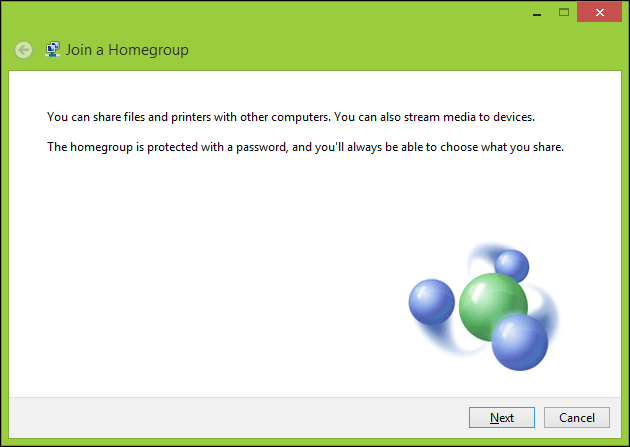 Join a Homegroup
You can share files and printers with other computers. You can also stream media to devices.
The homegroup is protected with a password, and you'll always be able to choose what you share.
Next
Cancel